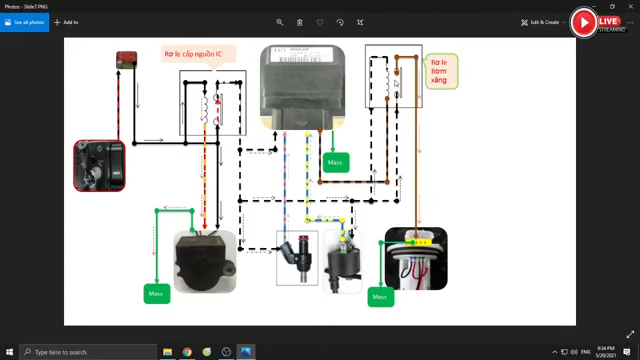 Photos - Slide7.PNG
See all photos
+ Add to
Edit & Create
LIVE
STREAMING
Rơ le cấp nguồn IC
Rơ le
Bơm
xăng
Mass
Mass
Mass
Type here to search
ENG
9:34 PM
5/28/2021